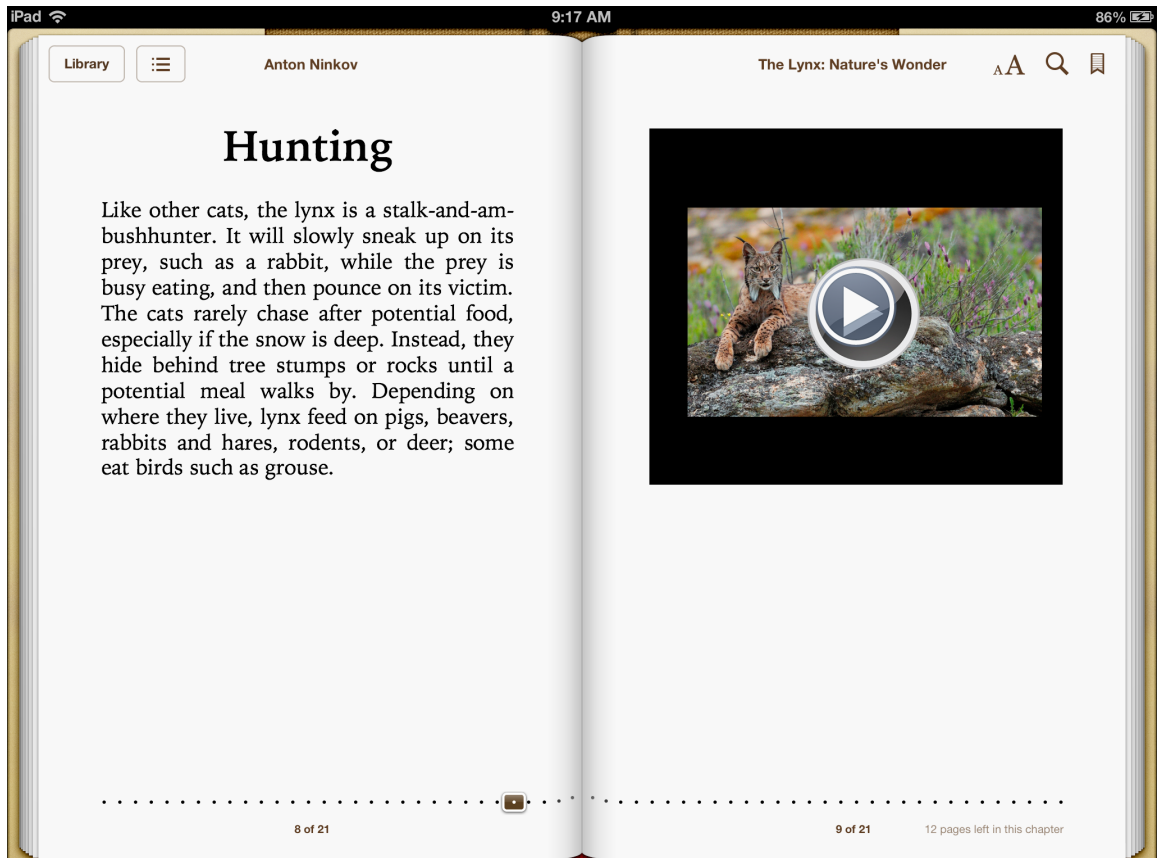 iPad 9:17 AM 86%
Library Anton Ninkov
The Lynx: Nature's Wonder AA
Hunting
Like other cats, the lynx is a stalk-and-am-
bushhunter. It will slowly sneak up on its
prey, such as a rabbit, while the prey is
busy eating, and then pounce on its victim.
The cats rarely chase after potential food,
especially if the snow is deep. Instead, they
hide behind tree stumps or rocks until a
potential meal walks by. Depending on
where they live, lynx feed on pigs, beavers,
rabbits and hares, rodents, or deer; some
eat birds such as grouse.
8 of 21
9 of 21 12 pages left in this chapter